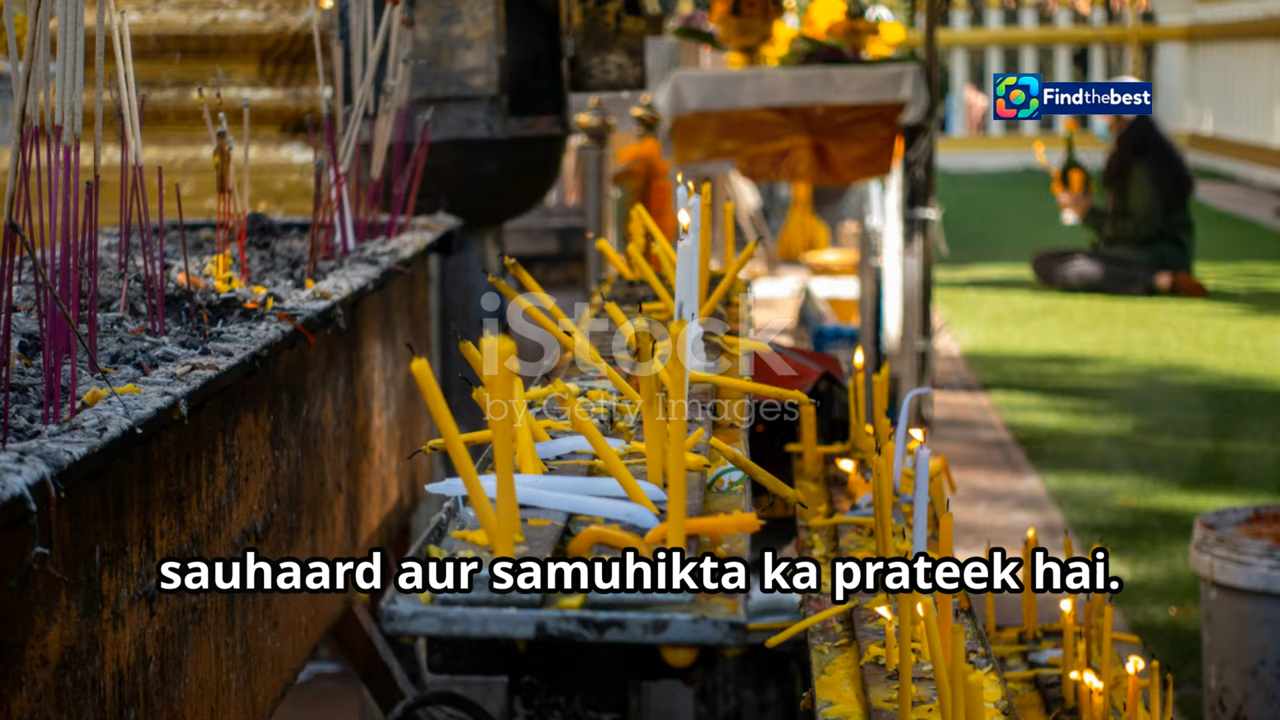 FindtheBest
iStock
by Getty Images
sauhaard aur samuhikta ka prateek hai.